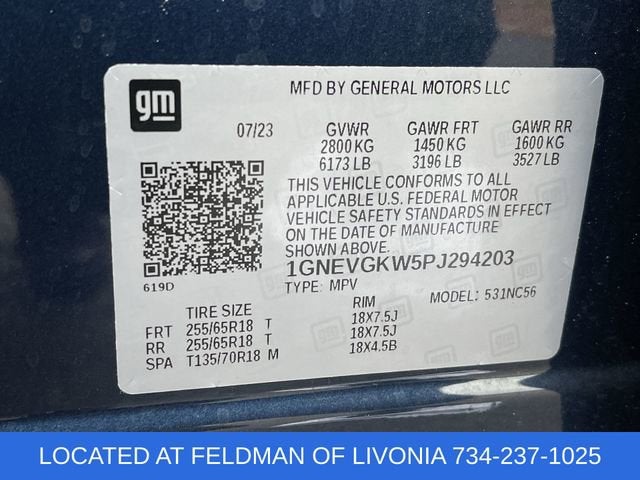 gm
MFD BY GENERAL MOTORS LLC
07/23 GVWR GAWR FRT GAWR RR
2800 KG 1450 KG 1600 KG
6173 LB 3196 LB 3527 LB
THIS VEHICLE CONFORMS TO ALL
APPLICABLE U.S. FEDERAL MOTOR
VEHICLE SAFETY STANDARDS IN EFFECT
ON THE DATE OF MANUFACTURE
SHOWN ABOVE.
1GNEVGKW5PJ294203
619D
TYPE: MPV MODEL: 531NC56
TIRE SIZE RIM
FRT 255/65R18 T 18X7.5J
RR 255/65R18 T 18X7.5J
SPA T135/70R18 M 18X4.5B
LOCATED AT FELDMAN OF LIVONIA 734-237-1025